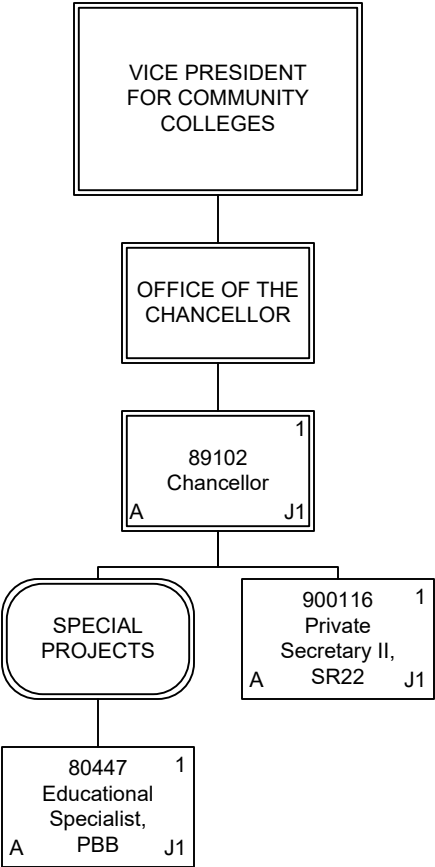 VICE PRESIDENT
FOR COMMUNITY
COLLEGES
OFFICE OF THE
CHANCELLOR
1
89102
Chancellor
A J1
SPECIAL
PROJECTS
900116 1
Private
Secretary II,
SR22
A J1
80447 1
Educational
Specialist,
PBB
A J1